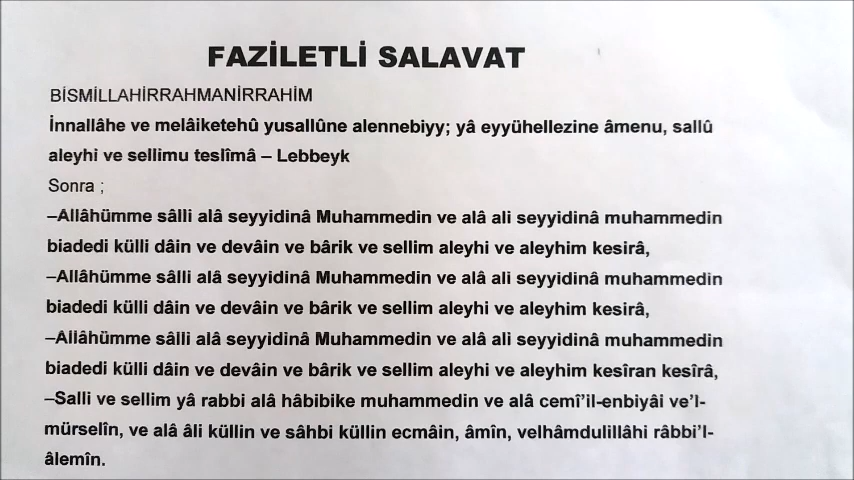 FAZİLETLİ SALAVAT
BİSMİLLAHİRRAHMANİRRAHİM
İnnallâhe ve melâiketehû yusallûne alennebiyy; yâ eyyühellezine âmenu, sallû
aleyhi ve sellimu teslîmâ – Lebbeyk
Sonra ;
–Allâhümme sâlli alâ seyyidinâ Muhammedin ve alâ ali seyyidinâ muhammedin
biadedi külli dâin ve devâin ve bârik ve sellim aleyhi ve aleyhim kesirâ,
–Allâhümme sâlli alâ seyyidinâ Muhammedin ve alâ ali seyyidinâ muhammedin
biadedi külli dâin ve devâin ve bârik ve sellim aleyhi ve aleyhim kesirâ,
–Allâhümme sâlli alâ seyyidinâ Muhammedin ve alâ ali seyyidinâ muhammedin
biadedi külli dâin ve devâin ve bârik ve sellim aleyhi ve aleyhim kesîran kesîrâ,
–Salli ve sellim yâ rabbi alâ hâbibike muhammedin ve alâ cemî’il-enbiyâi ve’l-
mürselîn, ve alâ âli küllin ve sâhbi küllin ecmâin, âmîn, velhâmdulillâhi râbbi’l-
âlemîn.